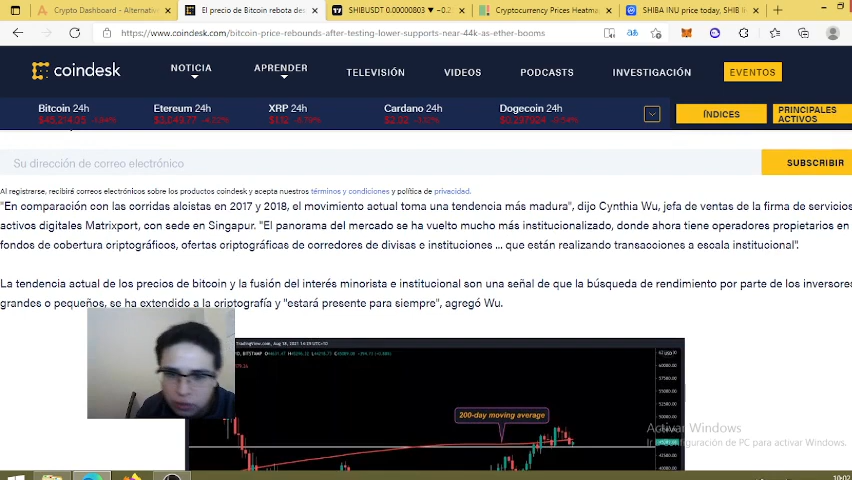 Crypto Dashboard - Alternativ
El precio de Bitcoin rebota des
SHIBUSDT 0.00000803 ▼ −0.2
Cryptocurrency Prices Heatma
SHIBA INU price today, SHIB li
https://www.coindesk.com/bitcoin-price-rebounds-after-testing-lower-supports-near-44k-as-ether-booms
coindesk
NOTICIA
APRENDER
TELEVISIÓN
VIDEOS
PODCASTS
INVESTIGACIÓN
EVENTOS
Bitcoin 24h
Etereum 24h
XRP 24h
Cardano 24h
Dogecoin 24h
ÍNDICES
PRINCIPALES
ACTIVOS
Su dirección de correo electrónico
SUBSCRIBIR
Al registrarse, recibirá correos electrónicos sobre los productos coindesk y acepta nuestros términos y condiciones y política de privacidad.
"En comparación con las corridas alcistas en 2017 y 2018, el movimiento actual toma una tendencia más madura", dijo Cynthia Wu, jefa de ventas de la firma de servicios
activos digitales Matrixport, con sede en Singapur. "El panorama del mercado se ha vuelto mucho más institucionalizado, donde ahora tiene operadores propietarios en
fondos de cobertura criptográficos, ofertas criptográficas de corredores de divisas e instituciones ... que están realizando transacciones a escala institucional".
La tendencia actual de los precios de bitcoin y la fusión del interés minorista e institucional son una señal de que la búsqueda de rendimiento por parte de los inversores
grandes o pequeños, se ha extendido a la criptografía y "estará presente para siempre", agregó Wu.
200-day moving average
Activar Windows
configuración de PC para activar Windows.
10:02